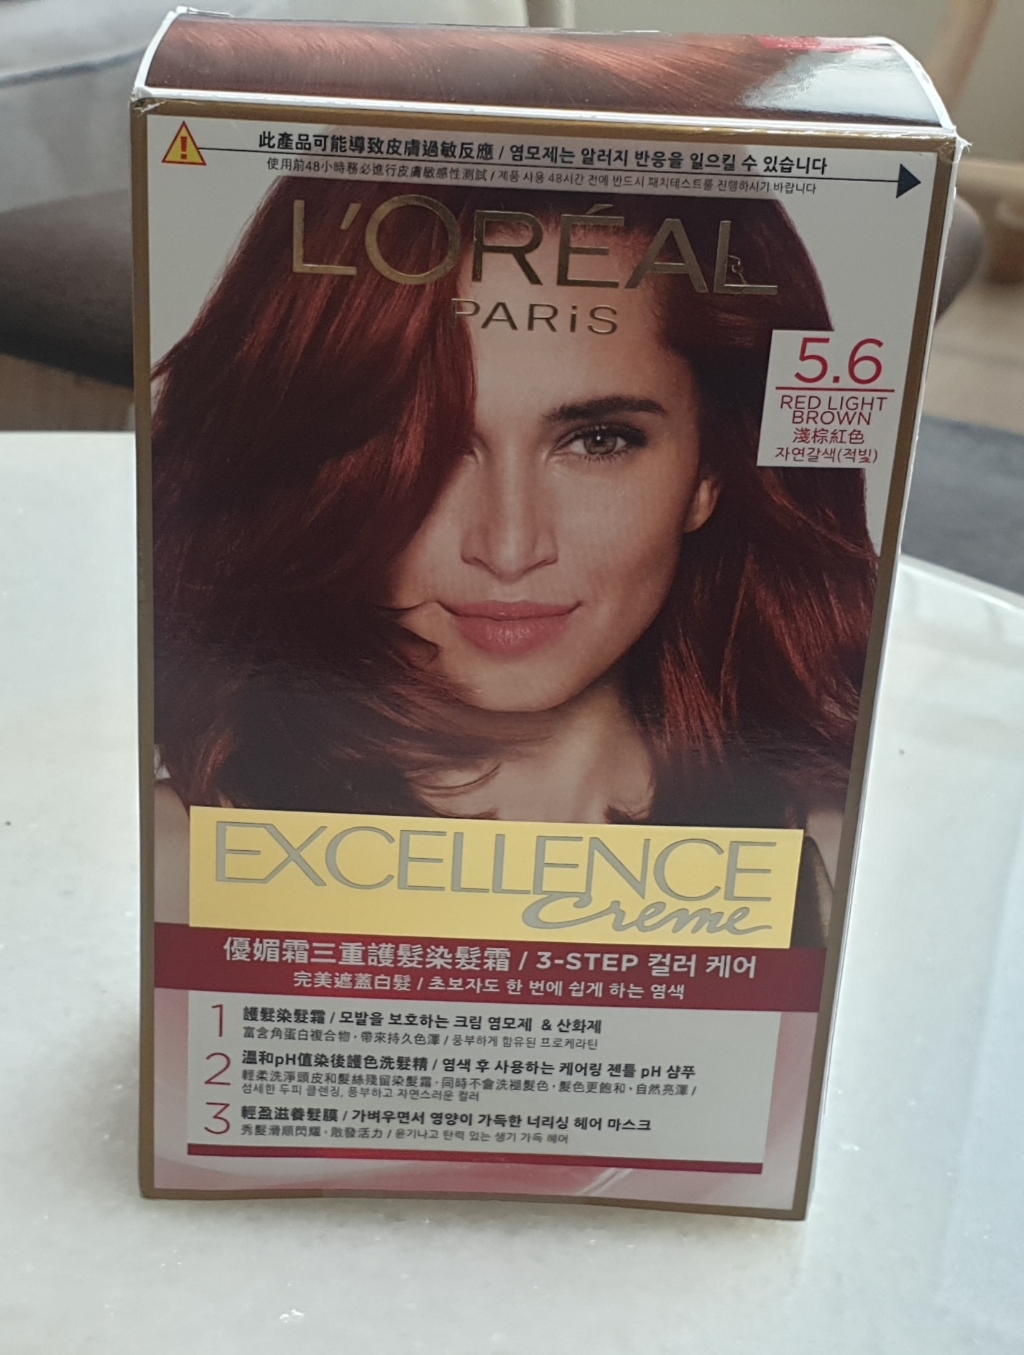 此產品可能導致皮膚過敏反應 / 염모제는 알러지 반응을 일으킬 수 있습니다
使用前48小時務必進行皮膚敏感性測試 / 제품 사용 48시간 전에 반드시 패치테스트를 진행하시기 바랍니다
L'ORÉAL
PARiS
5.6
RED LIGHT
BROWN
淺棕紅色
자연갈색(적빛)
EXCELLENCE
Creme
優媚霜三重護髮染髮霜 / 3-STEP 컬러 케어
完美遮蓋白髮 / 초보자도 한 번에 쉽게 하는 염색
1 護髮染髮霜 / 모발을 보호하는 크림 염모제 & 산화제
富含角蛋白複合物，帶來持久色澤 / 풍부하게 함유된 프로케라틴
2 溫和pH值染後護色洗髮精 / 염색 후 사용하는 케어링 젠틀 pH 샴푸
輕柔洗淨頭皮和髮絲殘留染髮霜，同時不會洗褪髮色，髮色更飽和，自然亮澤 /
섬세한 두피 클렌징, 풍부하고 자연스러운 컬러
3 輕盈滋養髮膜 / 가벼우면서 영양이 가득한 너리싱 헤어 마스크
秀髮滑順閃耀，散發活力 / 윤기나고 탄력 있는 생기 가득 헤어